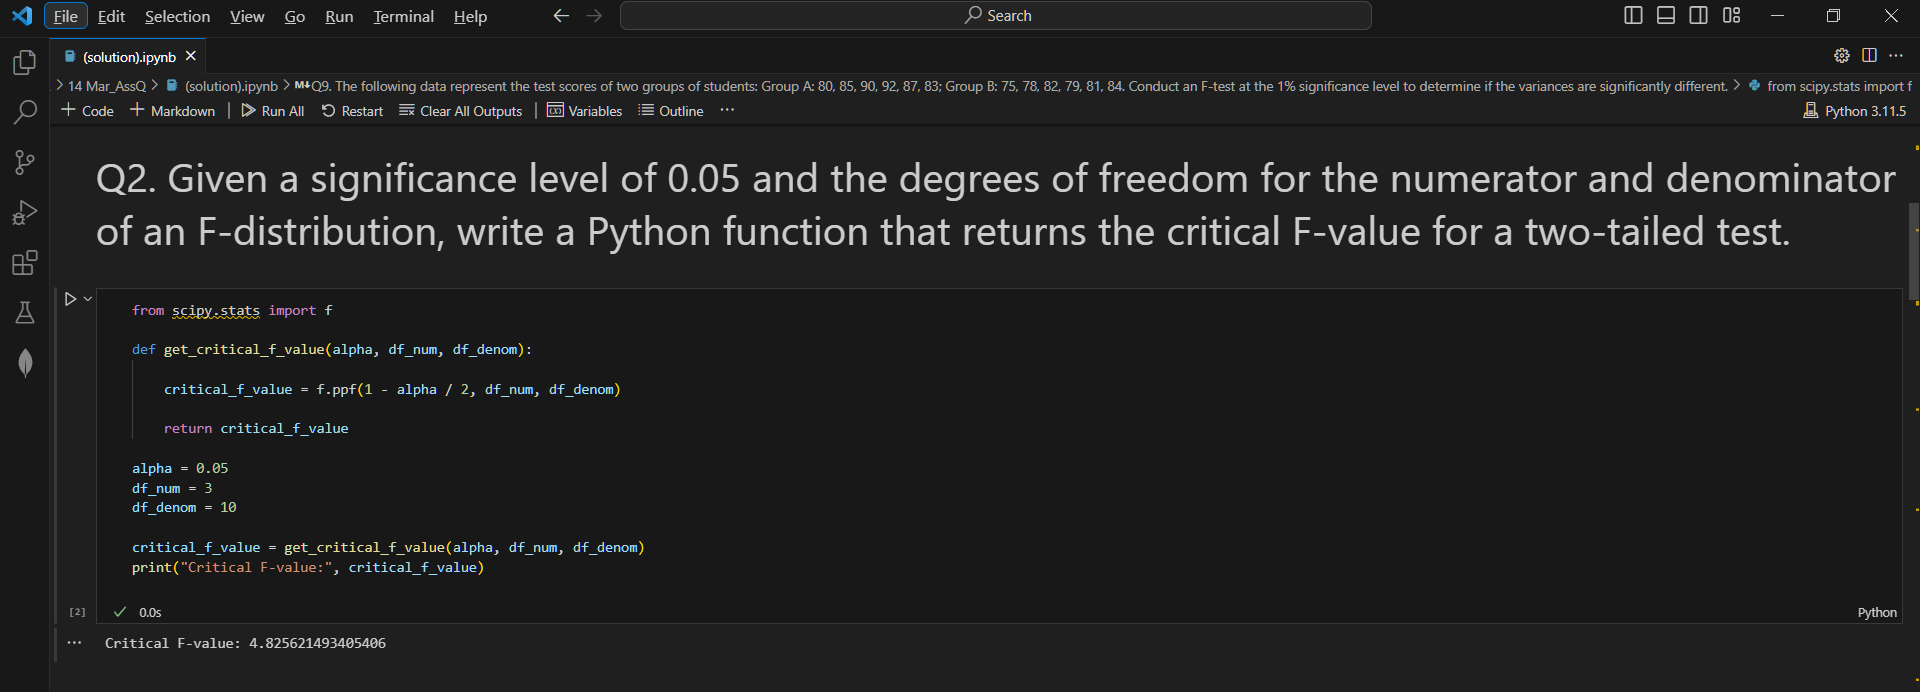 File Edit Selection View Go Run Terminal Help Search
(solution).ipynb
14 Mar_AssQ > (solution).ipynb > M↓Q9. The following data represent the test scores of two groups of students: Group A: 80, 85, 90, 92, 87, 83; Group B: 75, 78, 82, 79, 81, 84. Conduct an F-test at the 1% significance level to determine if the variances are significantly different. > from scipy.stats import f
+ Code + Markdown | Run All Restart Clear All Outputs | Variables Outline ... Python 3.11.5
Q2. Given a significance level of 0.05 and the degrees of freedom for the numerator and denominator
of an F-distribution, write a Python function that returns the critical F-value for a two-tailed test.
from scipy.stats import f
def get_critical_f_value(alpha, df_num, df_denom):
critical_f_value = f.ppf(1 - alpha / 2, df_num, df_denom)
return critical_f_value
alpha = 0.05
df_num = 3
df_denom = 10
critical_f_value = get_critical_f_value(alpha, df_num, df_denom)
print("Critical F-value:", critical_f_value)
[2] ✓ 0.0s Python
... Critical F-value: 4.825621493405406